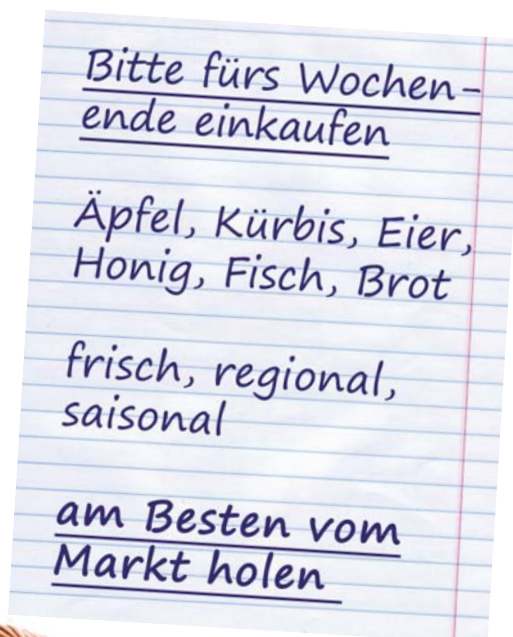 Bitte fürs Wochen-
ende einkaufen
Äpfel, Kürbis, Eier,
Honig, Fisch, Brot
frisch, regional,
saisonal
am Besten vom
Markt holen